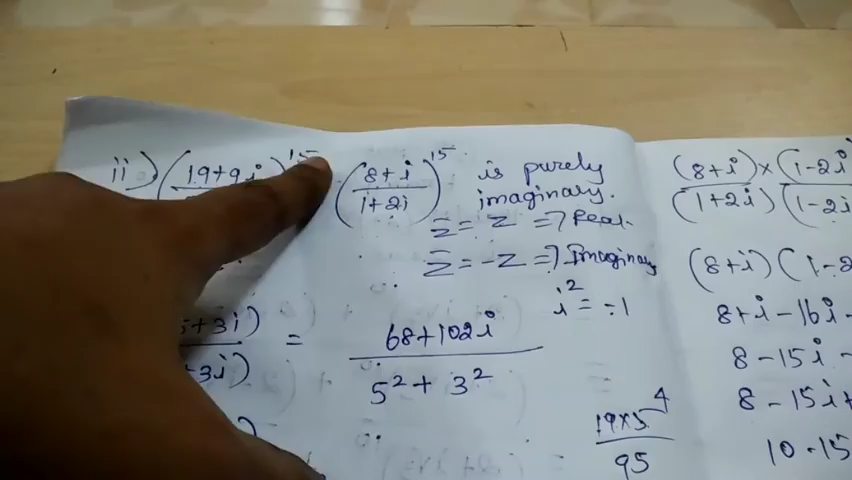 ii) (19+9i)^15 (8+i / 1+2i)^15 is purely imaginary.
z̄ = z => Real.
z̄ = -z => Imaginary
i² = -1
5+3i) / +3i) = 68+102i / 5² + 3²
19×5 4 / 95
(8+i) × (1-2i / (1+2i) (1-2i
(8+i) (1-2
8+i-16i-
8-15i-
8-15i+
10-15